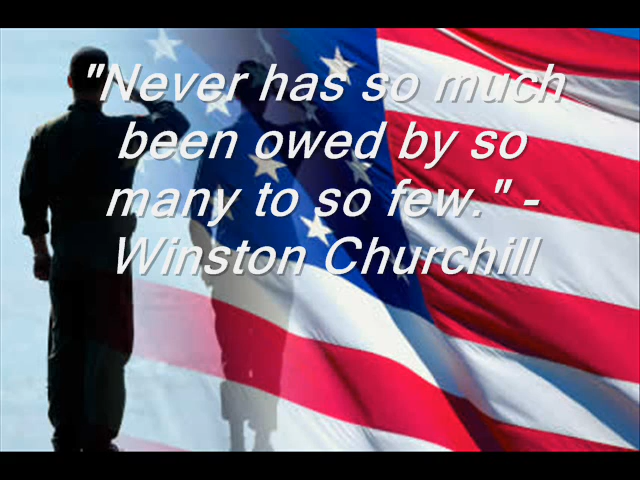 "Never has so much
been owed by so
many to so few." -
Winston Churchill